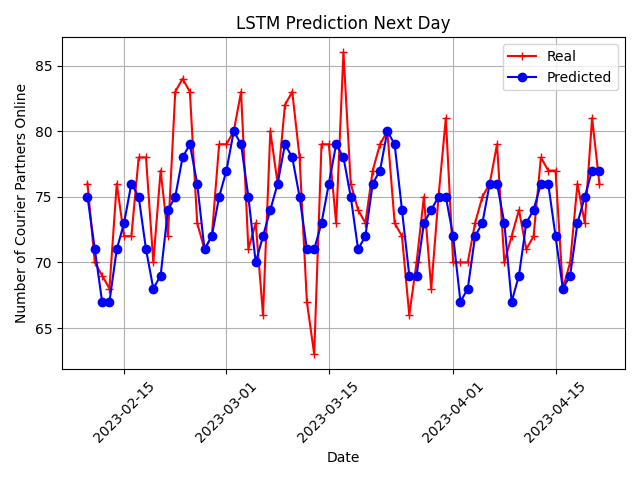 LSTM Prediction Next Day
Real
Predicted
Number of Courier Partners Online
85
80
75
70
65
2023-02-15
2023-03-01
2023-03-15
2023-04-01
2023-04-15
Date